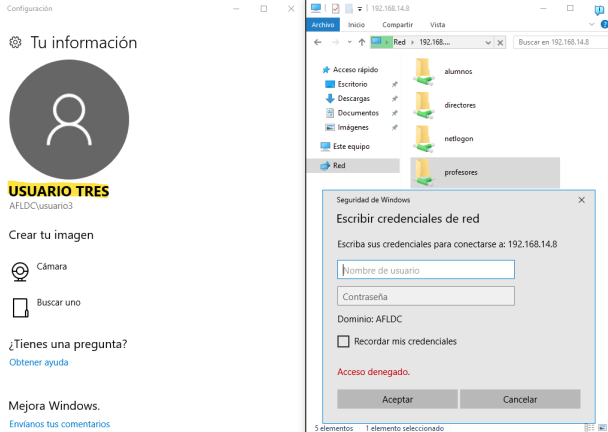 Configuración
Tu información
USUARIO TRES
AFLDC\usuario3
Crear tu imagen
Cámara
Buscar uno
¿Tienes una pregunta?
Obtener ayuda
Mejora Windows.
Envíanos tus comentarios
192.168.14.8
Archivo Inicio Compartir Vista
Red 192.168.... Buscar en 192.168.14.8
Acceso rápido
Escritorio
Descargas
Documentos
Imágenes
Este equipo
Red
alumnos
directores
netlogon
profesores
Seguridad de Windows
Escribir credenciales de red
Escriba sus credenciales para conectarse a: 192.168.14.8
Nombre de usuario
Contraseña
Dominio: AFLDC
Recordar mis credenciales
Acceso denegado.
Aceptar Cancelar
5 elementos 1 elemento seleccionado